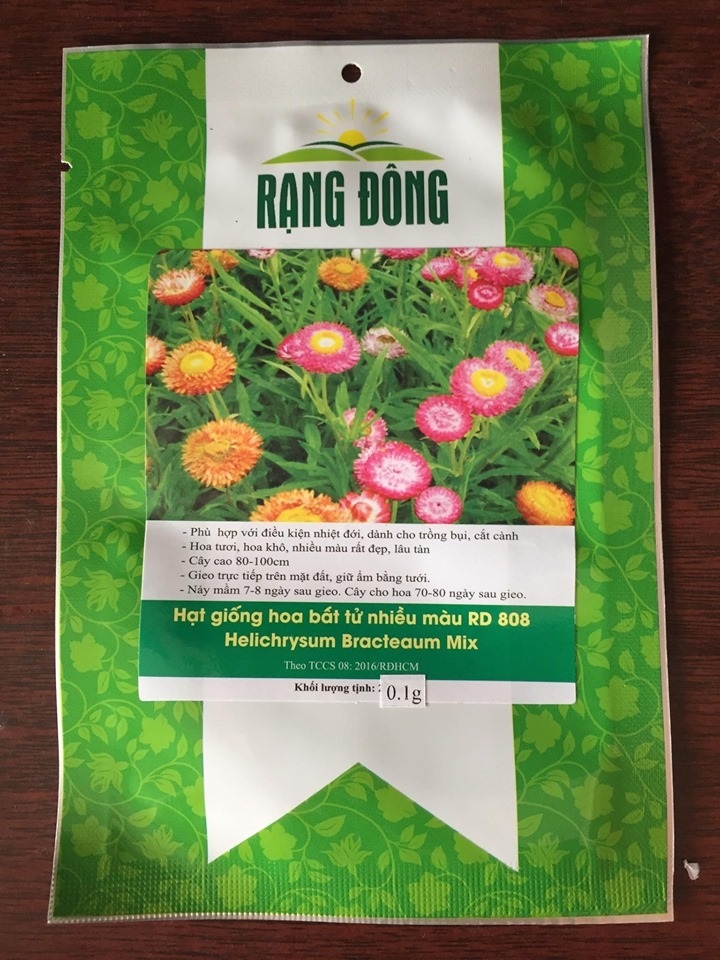 RẠNG ĐÔNG
- Phù hợp với điều kiện nhiệt đới, dành cho trồng bụi, cắt cành
- Hoa tươi, hoa khô, nhiều màu rất đẹp, lâu tàn
- Cây cao 80-100cm
- Gieo trực tiếp trên mặt đất, giữ ẩm bằng tưới.
- Nảy mầm 7-8 ngày sau gieo. Cây cho hoa 70-80 ngày sau gieo.
Hạt giống hoa bất tử nhiều màu RD 808
Helichrysum Bracteaum Mix
Theo TCCS 08: 2016/RĐHCM
Khối lượng tịnh: 0.1g